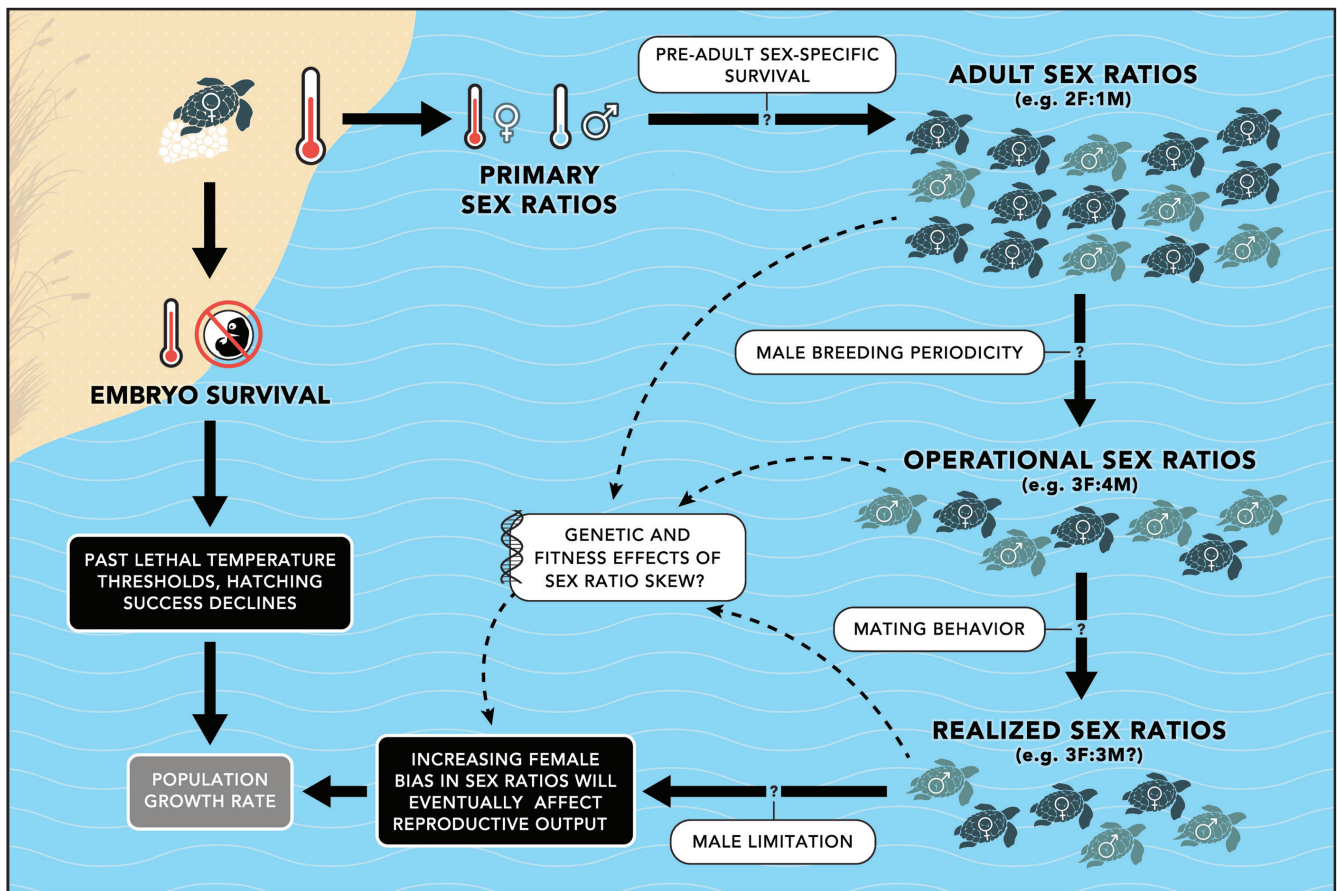 PRE-ADULT SEX-SPECIFIC
SURVIVAL
?
ADULT SEX RATIOS
(e.g. 2F:1M)
PRIMARY
SEX RATIOS
MALE BREEDING PERIODICITY
?
EMBRYO SURVIVAL
OPERATIONAL SEX RATIOS
(e.g. 3F:4M)
GENETIC AND
FITNESS EFFECTS OF
SEX RATIO SKEW?
PAST LETHAL TEMPERATURE
THRESHOLDS, HATCHING
SUCCESS DECLINES
MATING BEHAVIOR
?
REALIZED SEX RATIOS
(e.g. 3F:3M?)
INCREASING FEMALE
BIAS IN SEX RATIOS WILL
EVENTUALLY AFFECT
REPRODUCTIVE OUTPUT
POPULATION
GROWTH RATE
?
MALE LIMITATION